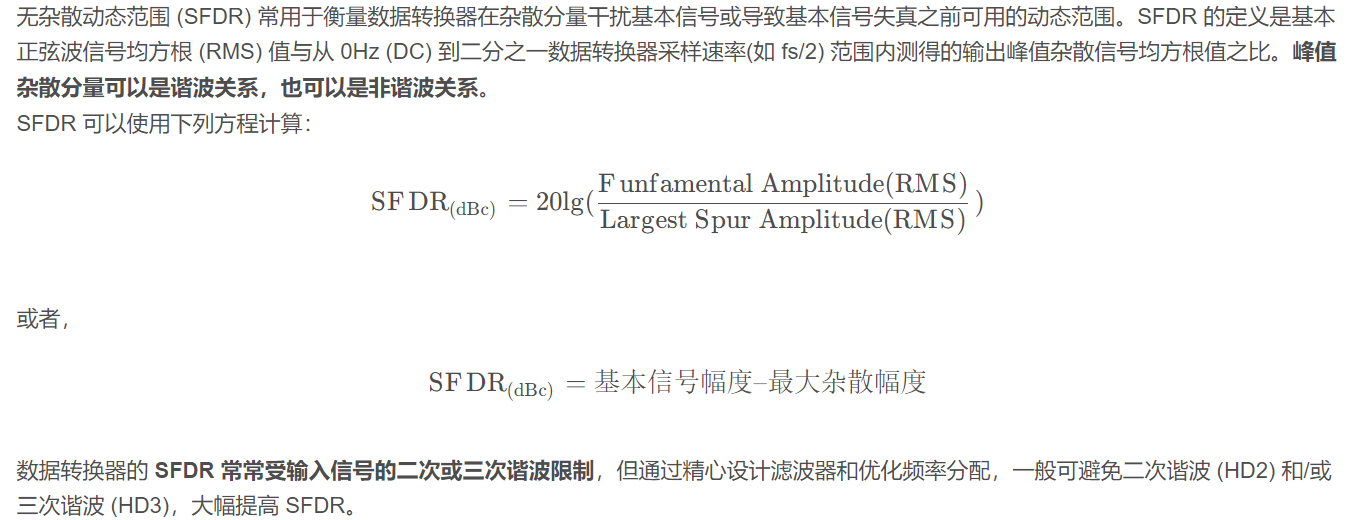 无杂散动态范围 (SFDR) 常用于衡量数据转换器在杂散分量干扰基本信号或导致基本信号失真之前可用的动态范围。SFDR 的定义是基本
正弦波信号均方根 (RMS) 值与从 0Hz (DC) 到二分之一数据转换器采样速率(如 fs/2) 范围内测得的输出峰值杂散信号均方根值之比。峰值
杂散分量可以是谐波关系，也可以是非谐波关系。
SFDR 可以使用下列方程计算：
SFDR(dBc) = 20lg(Funfamental Amplitude(RMS)/Largest Spur Amplitude(RMS))
或者，
SFDR(dBc) = 基本信号幅度–最大杂散幅度
数据转换器的 SFDR 常常受输入信号的二次或三次谐波限制，但通过精心设计滤波器和优化频率分配，一般可避免二次谐波 (HD2) 和/或
三次谐波 (HD3)，大幅提高 SFDR。